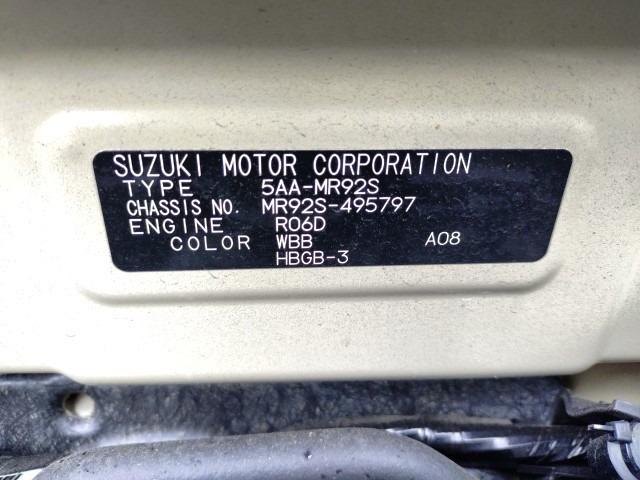 SUZUKI MOTOR CORPORATION
TYPE 5AA-MR92S
CHASSIS NO. MR92S-495797
ENGINE R06D
COLOR WBB A08
HBGB-3